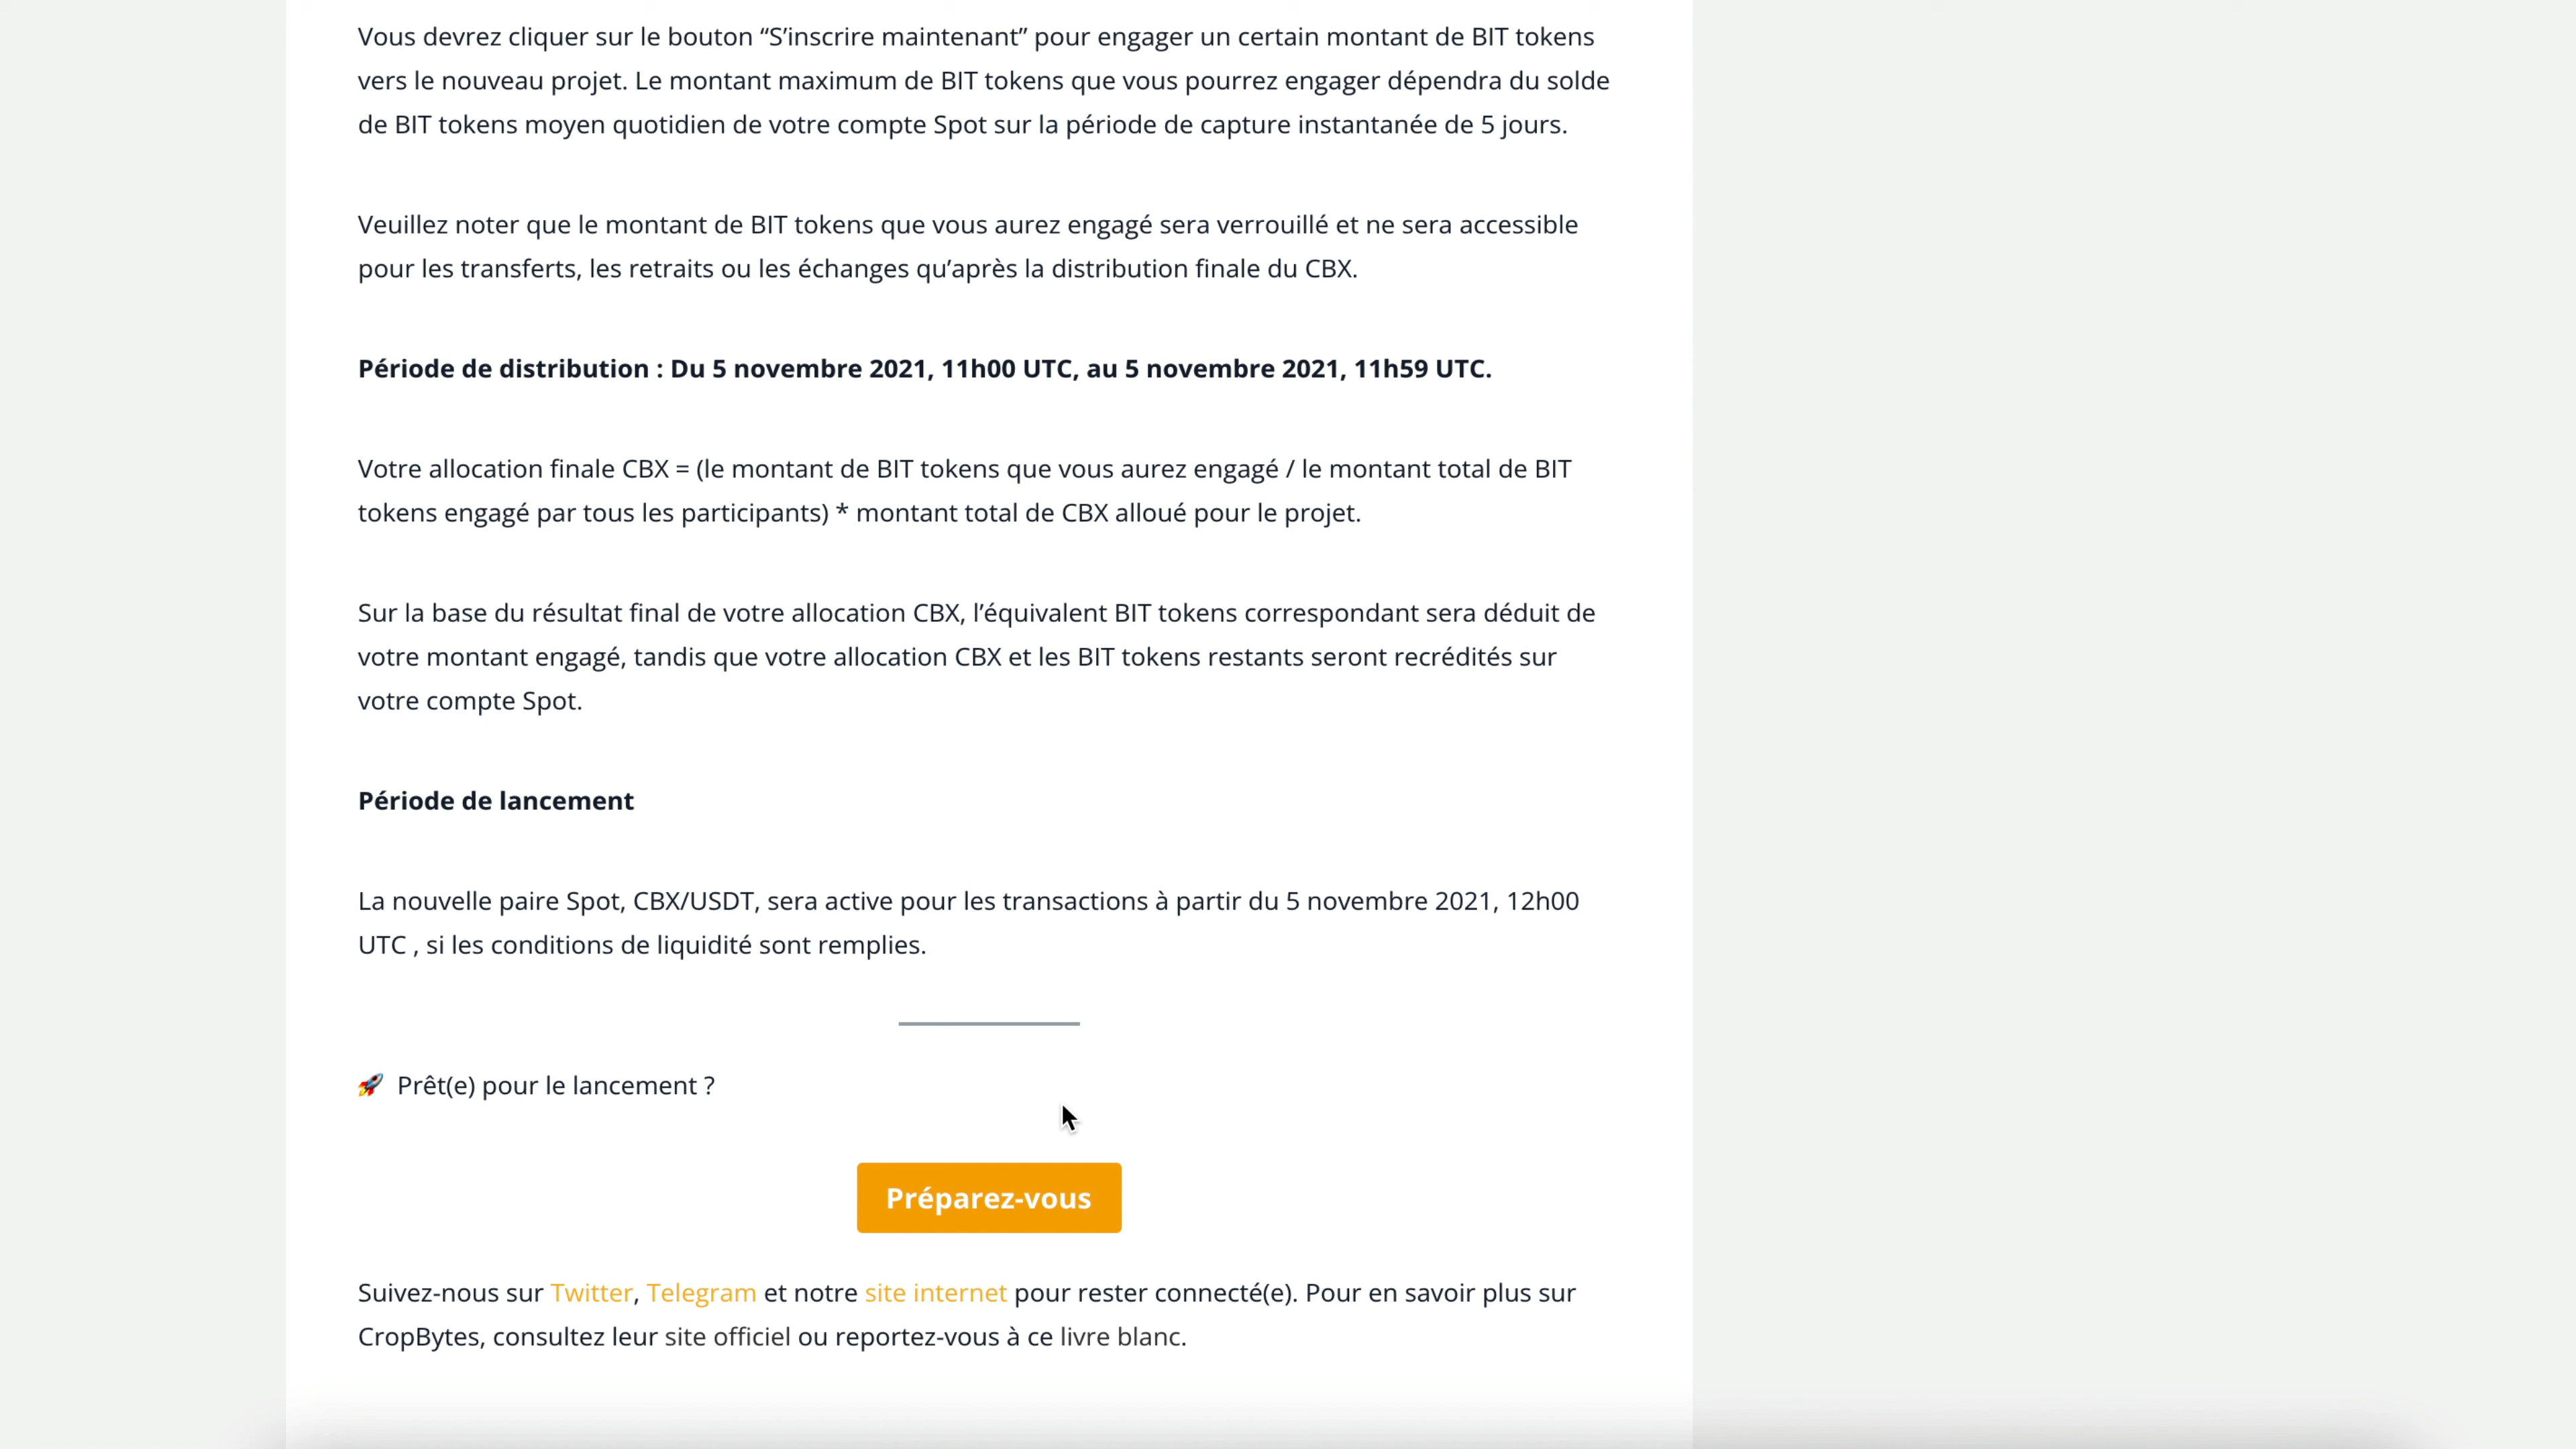 Vous devrez cliquer sur le bouton “S’inscrire maintenant” pour engager un certain montant de BIT tokens
vers le nouveau projet. Le montant maximum de BIT tokens que vous pourrez engager dépendra du solde
de BIT tokens moyen quotidien de votre compte Spot sur la période de capture instantanée de 5 jours.
Veuillez noter que le montant de BIT tokens que vous aurez engagé sera verrouillé et ne sera accessible
pour les transferts, les retraits ou les échanges qu’après la distribution finale du CBX.
Période de distribution : Du 5 novembre 2021, 11h00 UTC, au 5 novembre 2021, 11h59 UTC.
Votre allocation finale CBX = (le montant de BIT tokens que vous aurez engagé / le montant total de BIT
tokens engagé par tous les participants) * montant total de CBX alloué pour le projet.
Sur la base du résultat final de votre allocation CBX, l’équivalent BIT tokens correspondant sera déduit de
votre montant engagé, tandis que votre allocation CBX et les BIT tokens restants seront recrédités sur
votre compte Spot.
Période de lancement
La nouvelle paire Spot, CBX/USDT, sera active pour les transactions à partir du 5 novembre 2021, 12h00
UTC , si les conditions de liquidité sont remplies.
🚀 Prêt(e) pour le lancement ?
Préparez-vous
Suivez-nous sur Twitter, Telegram et notre site internet pour rester connecté(e). Pour en savoir plus sur
CropBytes, consultez leur site officiel ou reportez-vous à ce livre blanc.